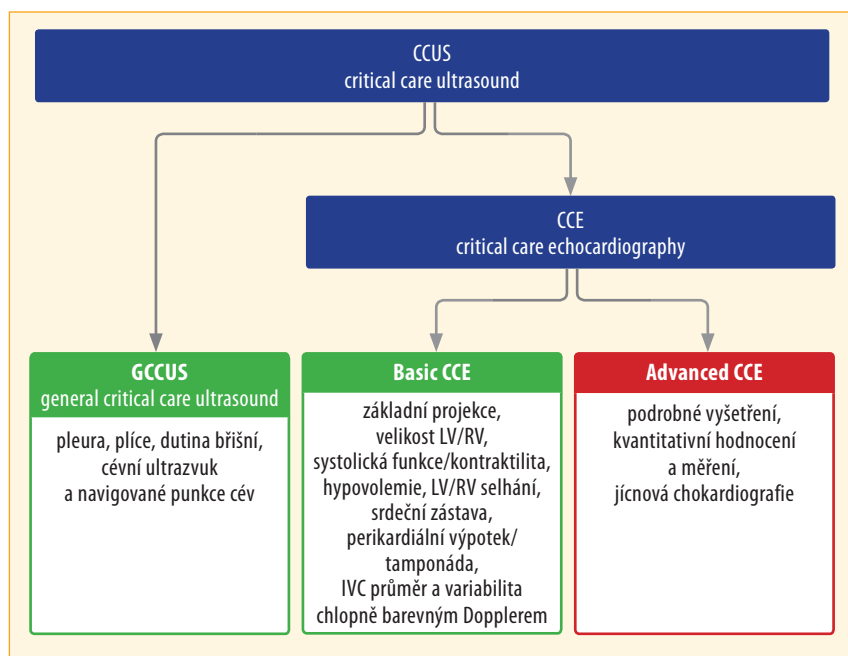 CCUS
critical care ultrasound
CCE
critical care echocardiography
GCCUS
general critical care ultrasound
pleura, plíce, dutina břišní,
cévní ultrazvuk
a navigované punkce cév
Basic CCE
základní projekce,
velikost LV/RV,
systolická funkce/kontraktilita,
hypovolemie, LV/RV selhání,
srdeční zástava,
perikardiální výpotek/
tamponáda,
IVC průměr a variabilita
chlopně barevným Dopplerem
Advanced CCE
podrobné vyšetření,
kvantitativní hodnocení
a měření,
jícnová chokardiografie